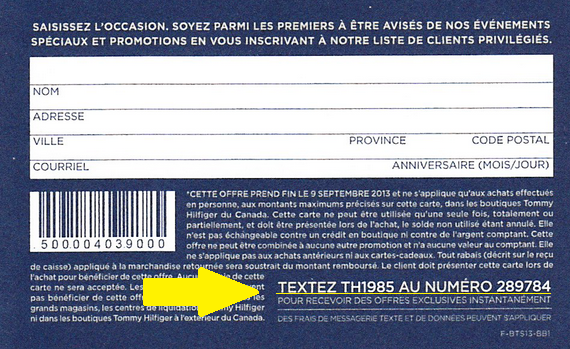 SAISISSEZ L'OCCASION. SOYEZ PARMI LES PREMIERS À ÊTRE AVISÉS DE NOS ÉVÉNEMENTS
SPÉCIAUX ET PROMOTIONS EN VOUS INSCRIVANT À NOTRE LISTE DE CLIENTS PRIVILÉGIÉS.
NOM
ADRESSE
VILLE PROVINCE CODE POSTAL
COURRIEL ANNIVERSAIRE (MOIS/JOUR)
500004039000
*CETTE OFFRE PREND FIN LE 9 SEPTEMBRE 2013 et ne s'applique qu'aux achats effectués
en personne, aux montants maximums précisés sur cette carte, dans les boutiques Tommy
Hilfiger du Canada. Cette carte ne peut être utilisée qu'une seule fois, totalement ou
partiellement, et doit être présentée lors de l'achat, le solde non utilisé étant annulé. Elle
n'est pas échangeable contre un crédit en boutique ni contre de l'argent comptant. Cette
offre ne peut être combinée à aucune autre promotion et n'a aucune valeur au comptant. Elle
ne s'applique pas aux achats antérieurs ni aux cartes-cadeaux. Tout rabais (décrit sur le reçu
de caisse) appliqué à la marchandise retournée sera soustrait du montant remboursé. Le client doit présenter cette carte lors de
l'achat pour bénéficier de cette offre. Aucune de cette
carte ne sera acceptée. Les
pas bénéficier de cette les
grands magasins, les centres de liquidation Tommy Hilfiger
ni dans les boutiques Tommy Hilfiger à l'extérieur du Canada.
TEXTEZ TH1985 AU NUMÉRO 289784
POUR RECEVOIR DES OFFRES EXCLUSIVES INSTANTANÉMENT
DES FRAIS DE MESSAGERIE TEXTE ET DE DONNÉES PEUVENT S'APPLIQUER
F-BTS13-BB1